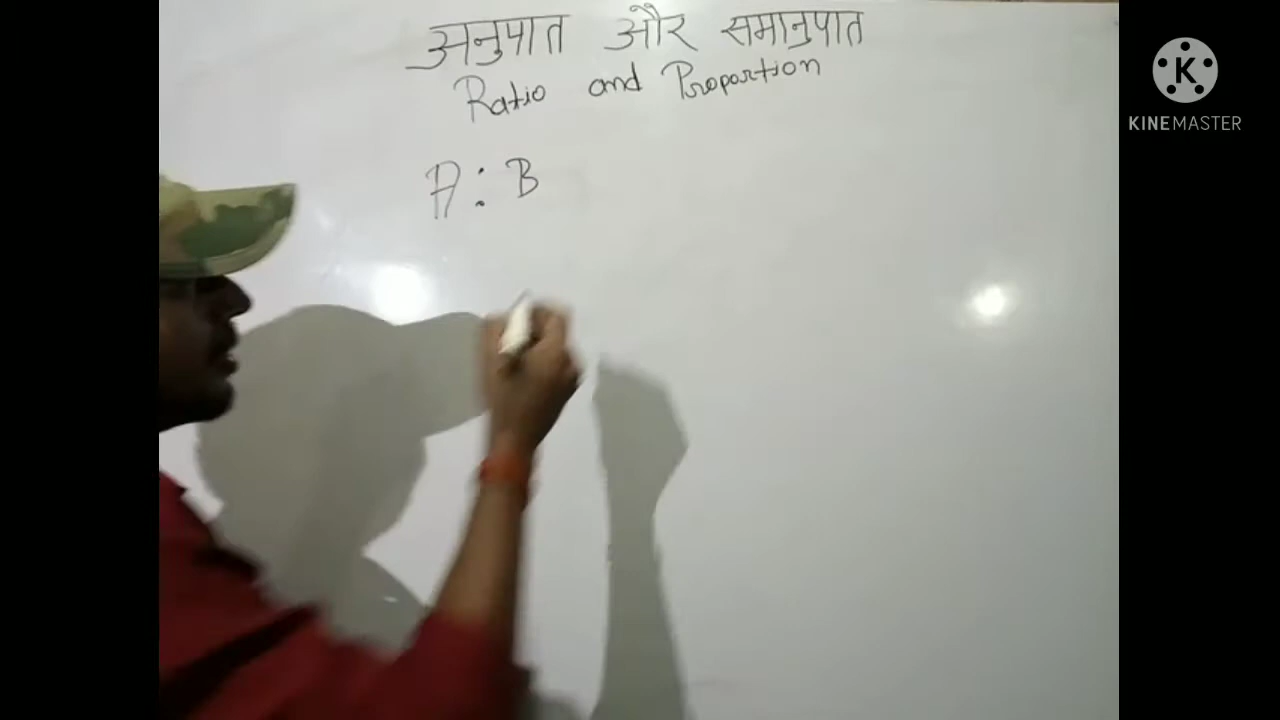 अनुपात और समानुपात
Ratio and Proportion
A : B
K
KINEMASTER